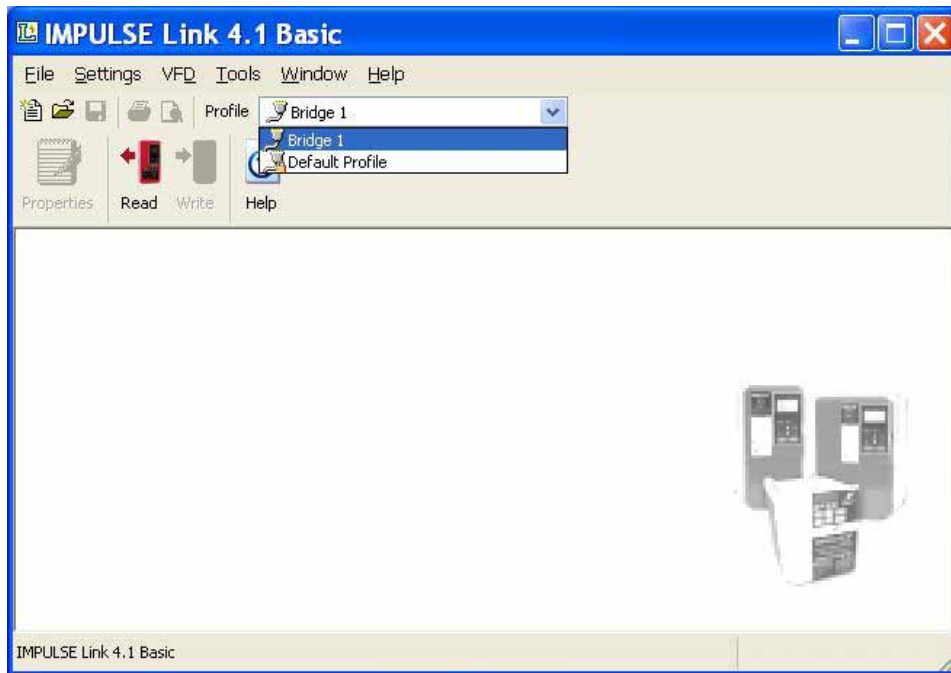 IMPULSE Link 4.1 Basic
File Settings VFD Tools Window Help
Profile Bridge 1
Bridge 1
Default Profile
Properties Read Write Help
IMPULSE Link 4.1 Basic